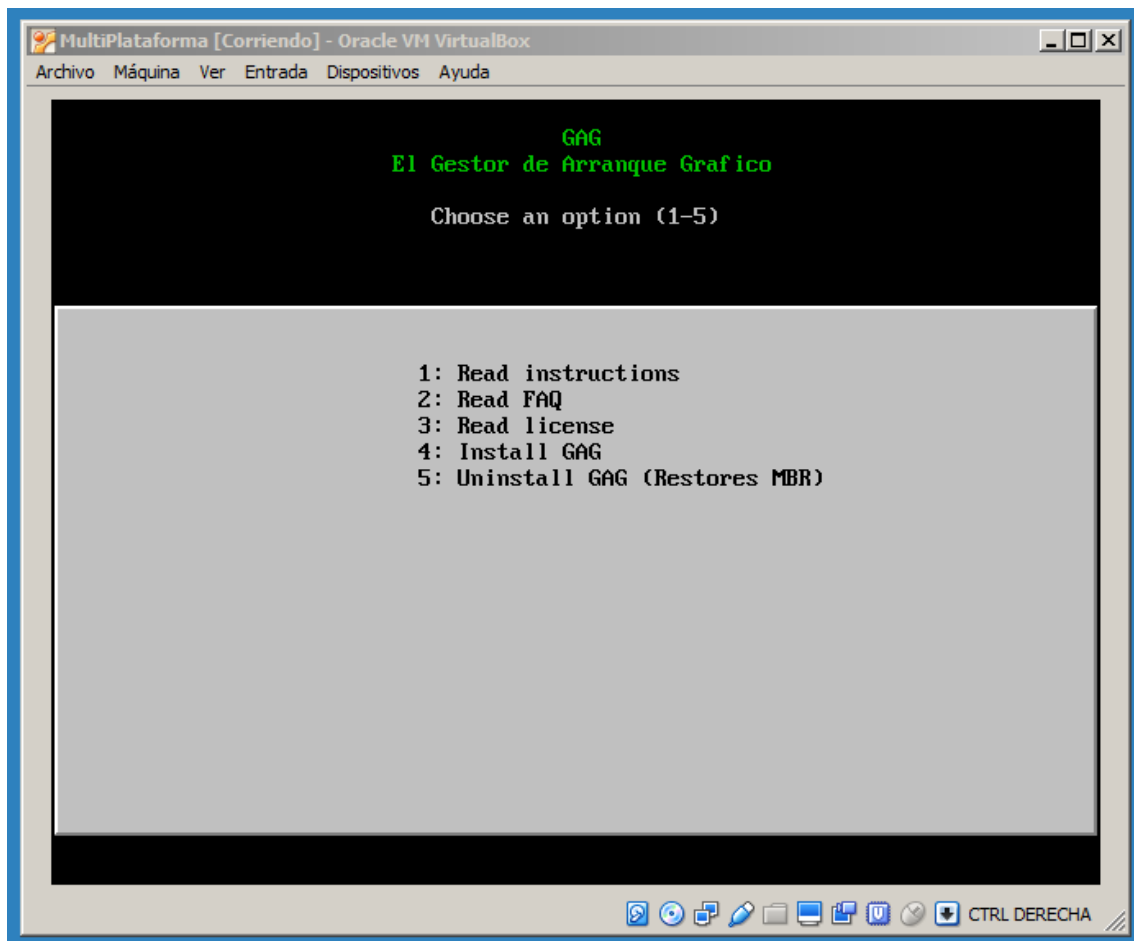 MultiPlataforma [Corriendo] - Oracle VM VirtualBox
Archivo Máquina Ver Entrada Dispositivos Ayuda
GAG
El Gestor de Arranque Grafico
Choose an option (1-5)
1: Read instructions
2: Read FAQ
3: Read license
4: Install GAG
5: Uninstall GAG (Restores MBR)
CTRL DERECHA